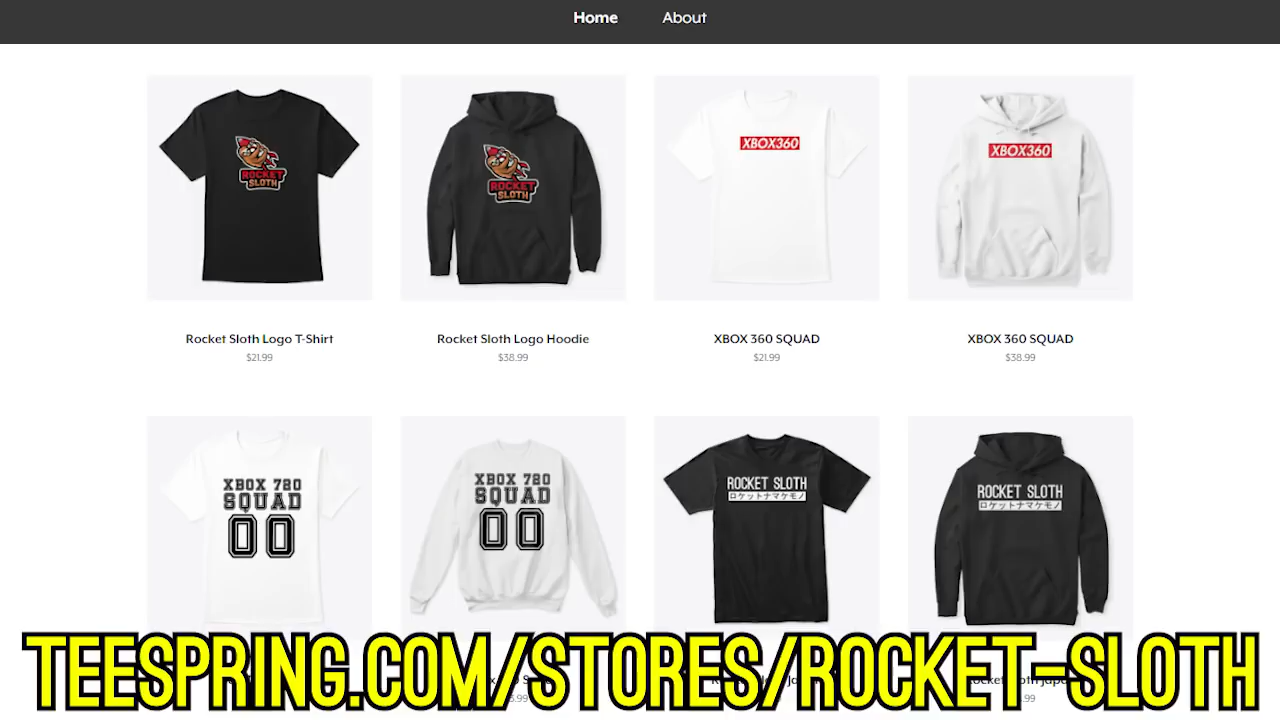 Home About
ROCKET
SLOTH
ROCKET
SLOTH
XBOX360
XBOX360
Rocket Sloth Logo T-Shirt
$21.99
Rocket Sloth Logo Hoodie
$38.99
XBOX 360 SQUAD
$21.99
XBOX 360 SQUAD
$38.99
XBOX 720
SQUAD
00
XBOX 720
SQUAD
00
ROCKET SLOTH
ロケットナマケモノ
ROCKET SLOTH
ロケットナマケモノ
TEESPRING.COM/STORES/ROCKET-SLOTH